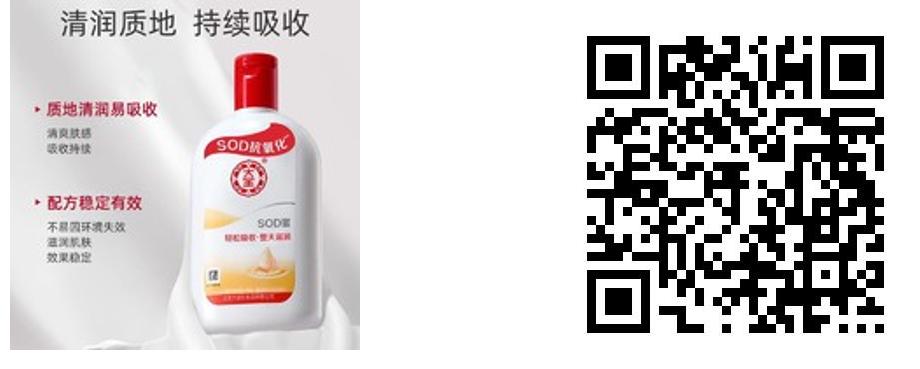 清润质地 持续吸收
质地清润易吸收
清爽肤感
吸收持续
配方稳定有效
不易因环境失效
滋润肌肤
效果稳定
SOD抗氧化
大宝
SOD蜜
轻松吸收·整天滋润